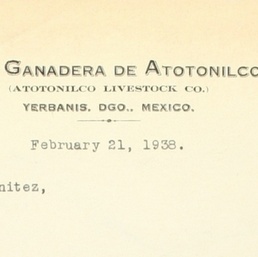 GANADERA DE ATOTONILCO
(ATOTONILCO LIVESTOCK CO.)
YERBANIS, DGO., MEXICO.
February 21, 1938.
nitez,